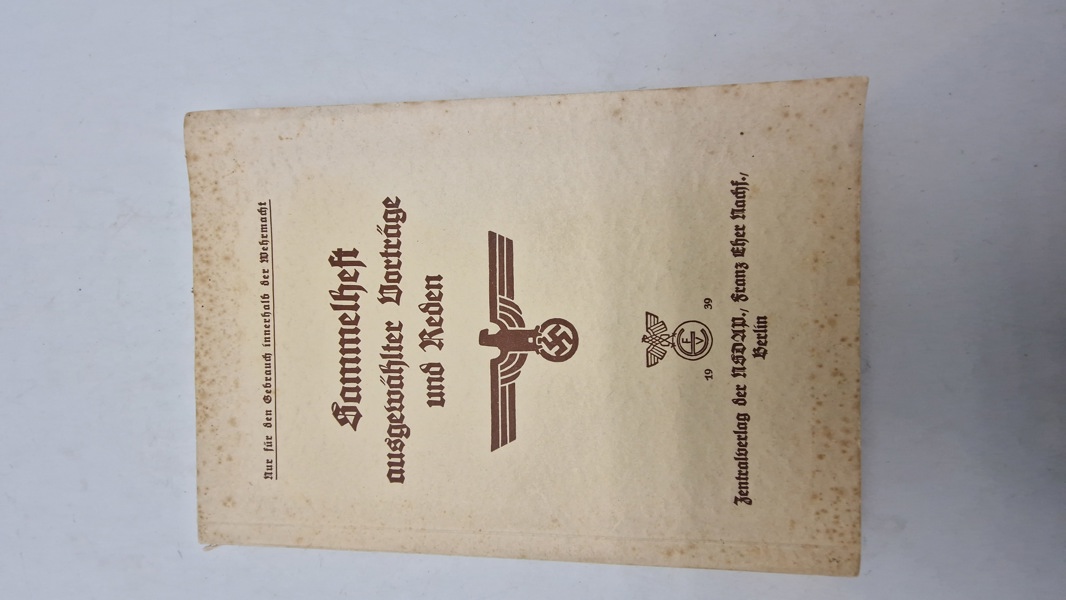 Nur für den Gebrauch innerhalb der Wehrmacht
Sammelheft
ausgewählter Vorträge
und Reden
19 39
Zentralverlag der NSDAP., Franz Eher Nachf.,
Berlin